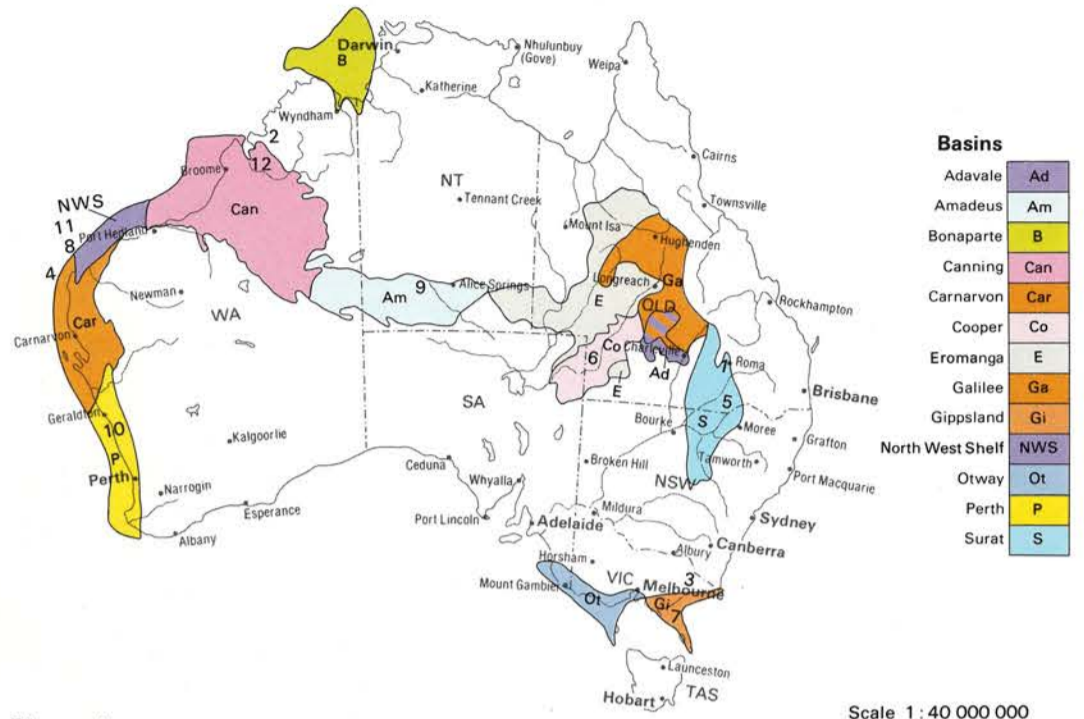 Darwin
B
Nhulunbuy
(Gove)
Weipa
Katherine
Wyndham
2
12
Cairns
Broome
NT
Can
Tennant Creek
Townsville
NWS
11
8
Port Hedland
Mount Isa
Hughenden
4
Newman
Am
9
Alice Springs
Longreach
Ga
E
QLD
Rockhampton
WA
Car
Carnarvon
Co
6
Charleville
Ad
E
1
Roma
5
Brisbane
SA
S
Bourke
Moree
Grafton
Geraldton
10
P
Perth
Kalgoorlie
Ceduna
Whyalla
Broken Hill
Tamworth
NSW
Port Macquarie
Narrogin
Esperance
Albany
Port Lincoln
Adelaide
Mildura
Sydney
Albury
Canberra
Horsham
Mount Gambier
VIC
Melbourne
3
Ot
Gi
7
Launceston
Hobart
TAS
Basins
Adavale Ad
Amadeus Am
Bonaparte B
Canning Can
Carnarvon Car
Cooper Co
Eromanga E
Galilee Ga
Gippsland Gi
North West Shelf NWS
Otway Ot
Perth P
Surat S
Scale 1:40 000 000